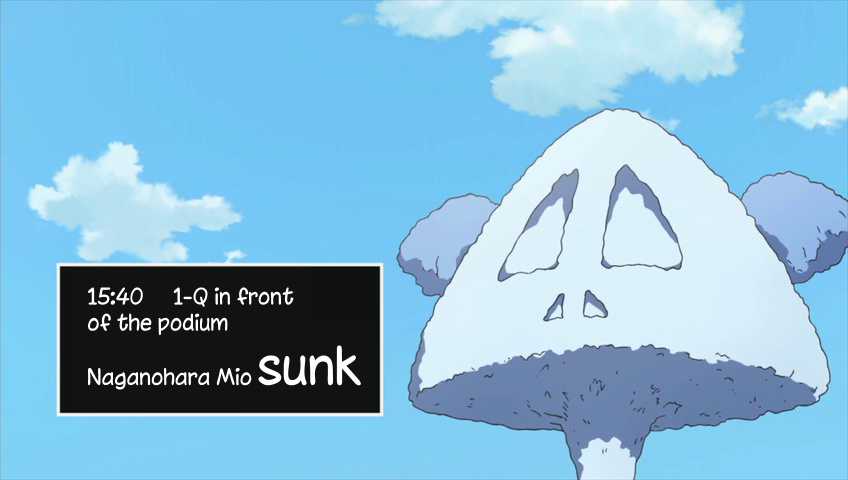 15:40 1-Q in front
of the podium
Naganohara Mio sunk